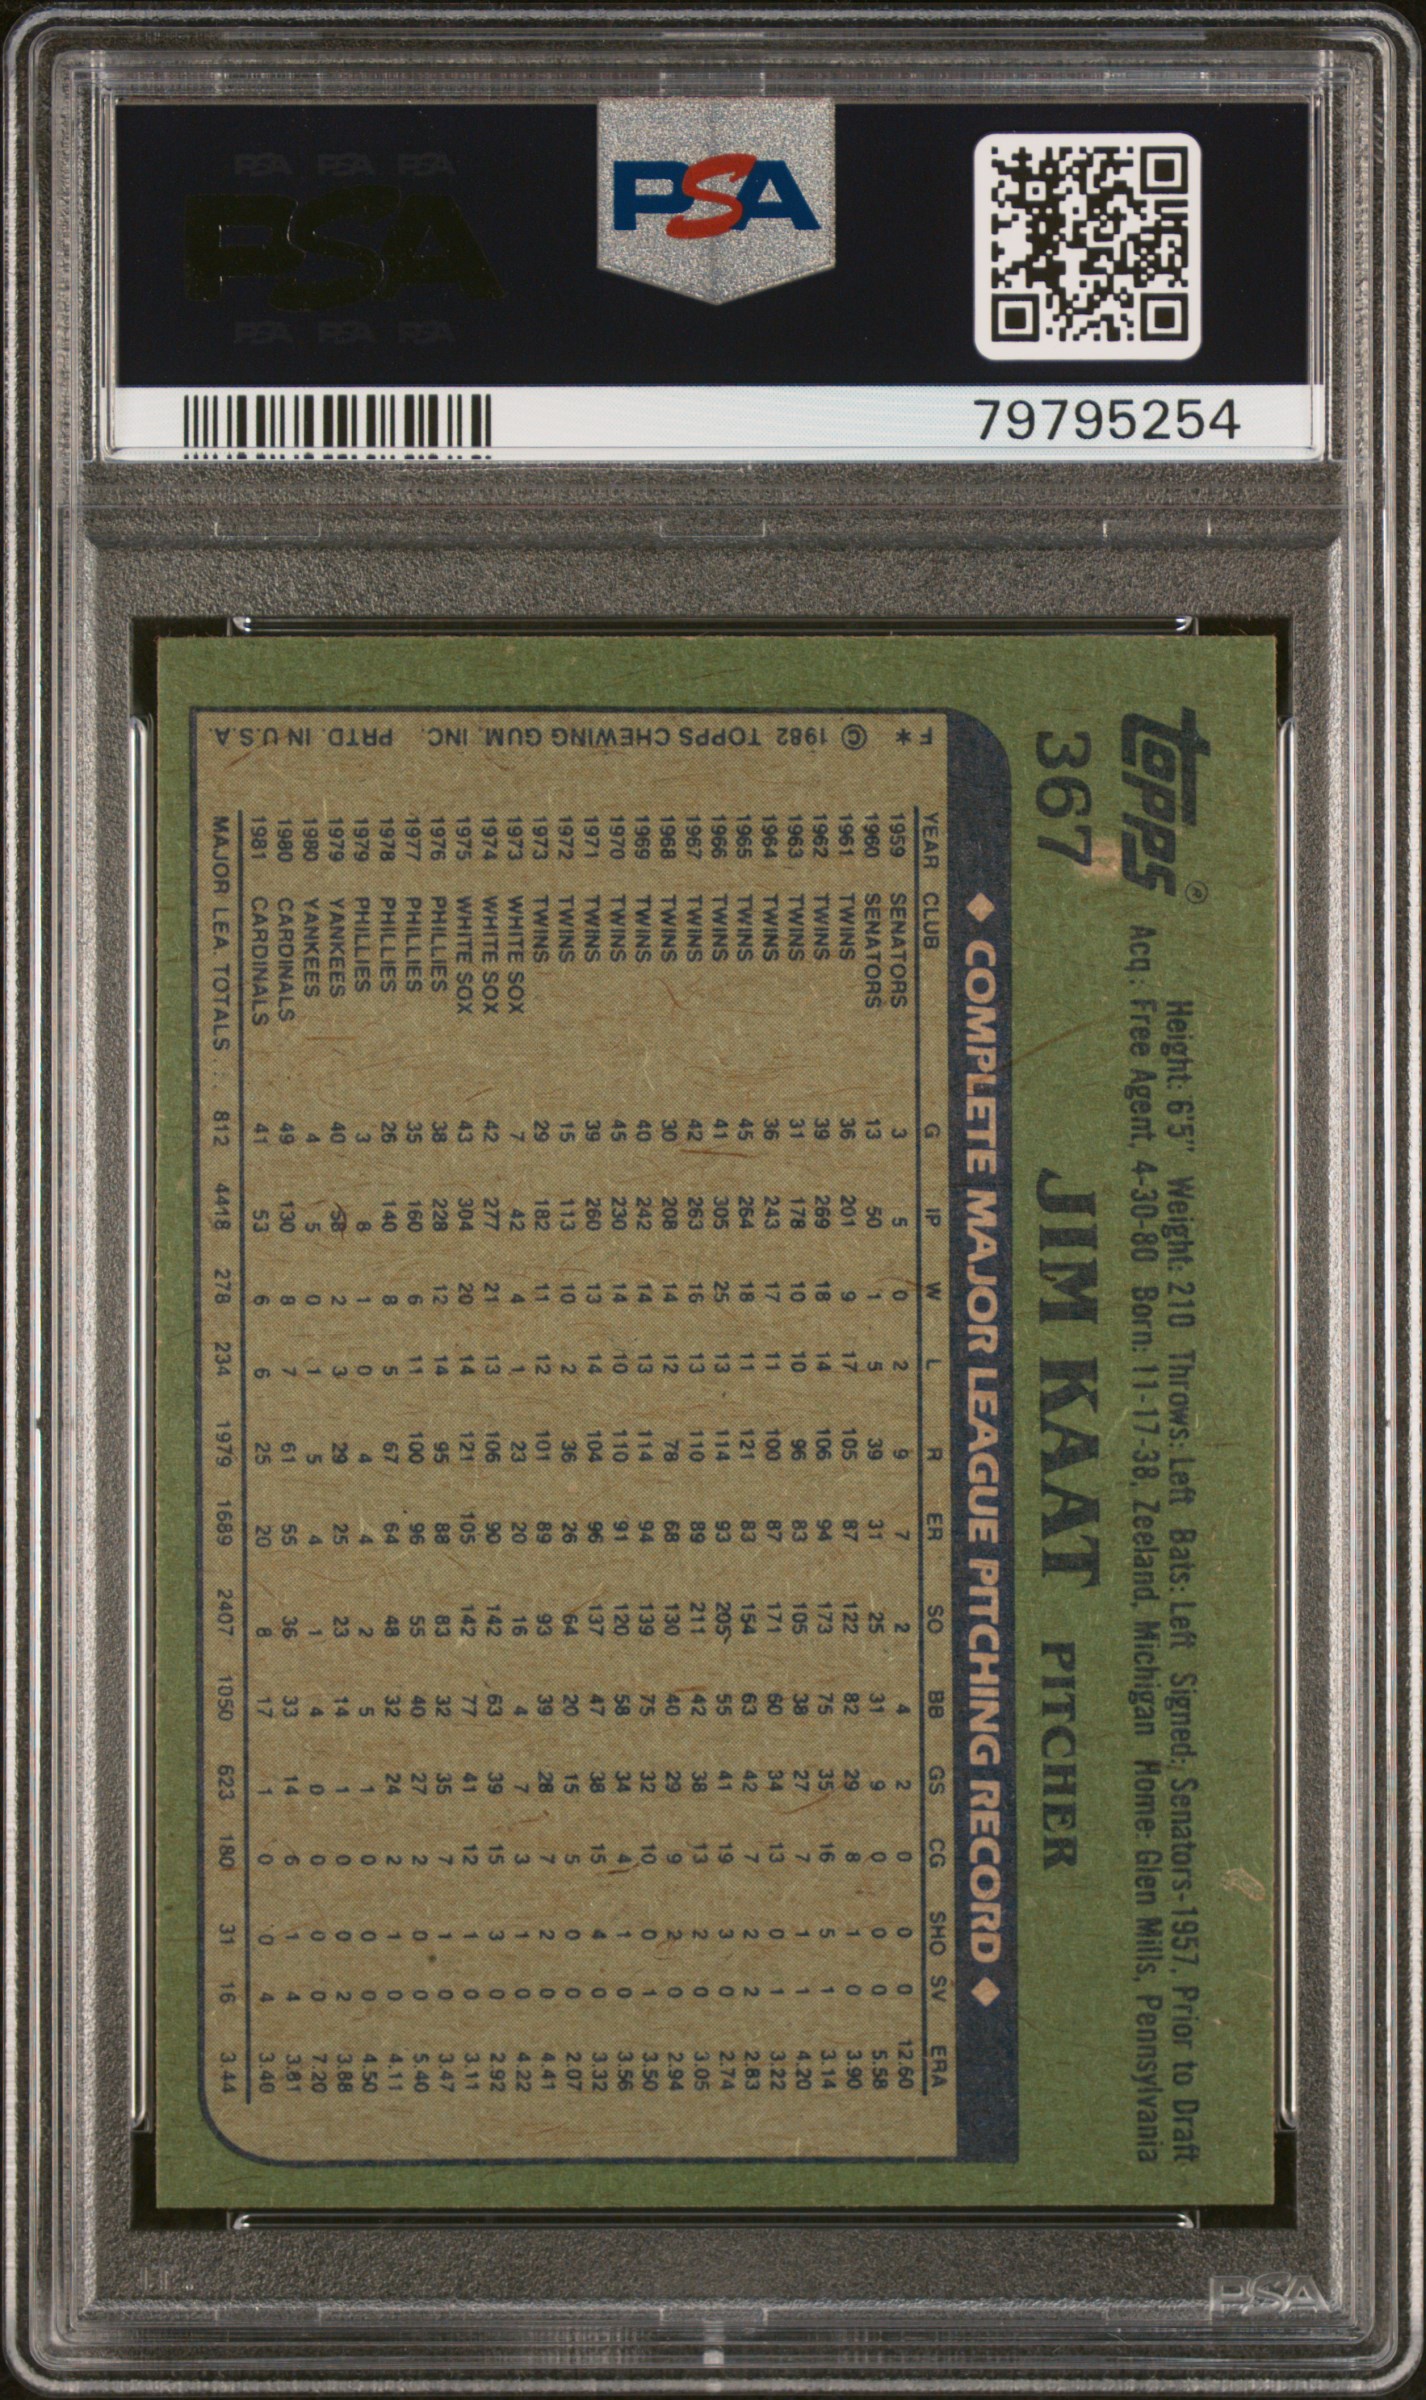 PSA PSA PSA
PSA
PSA PSA PSA
PSA
79795254
Topps®
367
Height: 6'5" Weight: 210 Throws: Left Bats: Left Signed: Senators-1957, Prior to Draft
Acq: Free Agent, 4-30-80 Born: 11-17-38, Zeeland, Michigan Home: Glen Mills, Pennsylvania
JIM KAAT PITCHER
◆ COMPLETE MAJOR LEAGUE PITCHING RECORD ◆
YEAR CLUB G IP W L R ER SO BB GS CG SHO SV ERA
1959 SENATORS 3 5 0 2 9 7 2 4 2 0 0 0 12.60
1960 SENATORS 13 50 1 5 39 31 25 31 9 0 0 0 5.58
1961 TWINS 36 201 9 17 105 87 122 82 29 8 1 0 3.90
1962 TWINS 39 269 18 14 106 94 173 75 35 16 5 1 3.14
1963 TWINS 31 178 10 10 96 83 105 38 27 7 1 1 4.20
1964 TWINS 36 243 17 11 100 87 171 60 34 13 0 1 3.22
1965 TWINS 45 264 18 11 121 83 154 63 42 7 2 2 2.83
1966 TWINS 41 305 25 13 114 93 205 55 41 19 3 0 2.74
1967 TWINS 42 263 16 13 110 89 211 42 38 13 2 0 3.05
1968 TWINS 30 208 14 12 78 68 130 40 29 9 2 0 2.94
1969 TWINS 40 242 14 13 114 94 139 75 32 10 0 1 3.50
1970 TWINS 45 230 14 10 110 91 120 58 34 4 1 0 3.56
1971 TWINS 39 260 13 14 104 96 137 47 38 15 4 0 3.32
1972 TWINS 15 113 10 2 36 26 64 20 15 5 0 0 2.07
1973 TWINS 29 182 11 12 101 89 93 39 28 7 2 0 4.41
1973 WHITE SOX 7 42 4 1 23 20 16 4 7 3 1 0 4.22
1974 WHITE SOX 42 277 21 13 106 90 142 63 39 15 3 0 2.92
1975 WHITE SOX 43 304 20 14 121 105 142 77 41 12 1 0 3.11
1976 PHILLIES 38 228 12 14 95 88 83 32 35 7 1 0 3.47
1977 PHILLIES 35 160 6 11 100 96 55 40 27 2 0 0 5.40
1978 PHILLIES 26 140 8 5 67 64 48 32 24 2 1 0 4.11
1979 PHILLIES 3 8 1 0 4 4 2 5 1 0 0 0 4.50
1979 YANKEES 40 58 2 3 29 25 23 14 1 0 0 2 3.88
1980 YANKEES 4 5 0 1 5 4 1 4 0 0 0 0 7.20
1980 CARDINALS 49 130 8 7 61 55 36 33 14 6 1 4 3.81
1981 CARDINALS 41 53 6 6 25 20 8 17 1 0 0 4 3.40
MAJOR LEA. TOTALS 812 4418 278 234 1979 1689 2407 1050 623 180 31 16 3.44
F * © 1982 TOPPS CHEWING GUM, INC. PRTD. IN U.S.A.
PSA